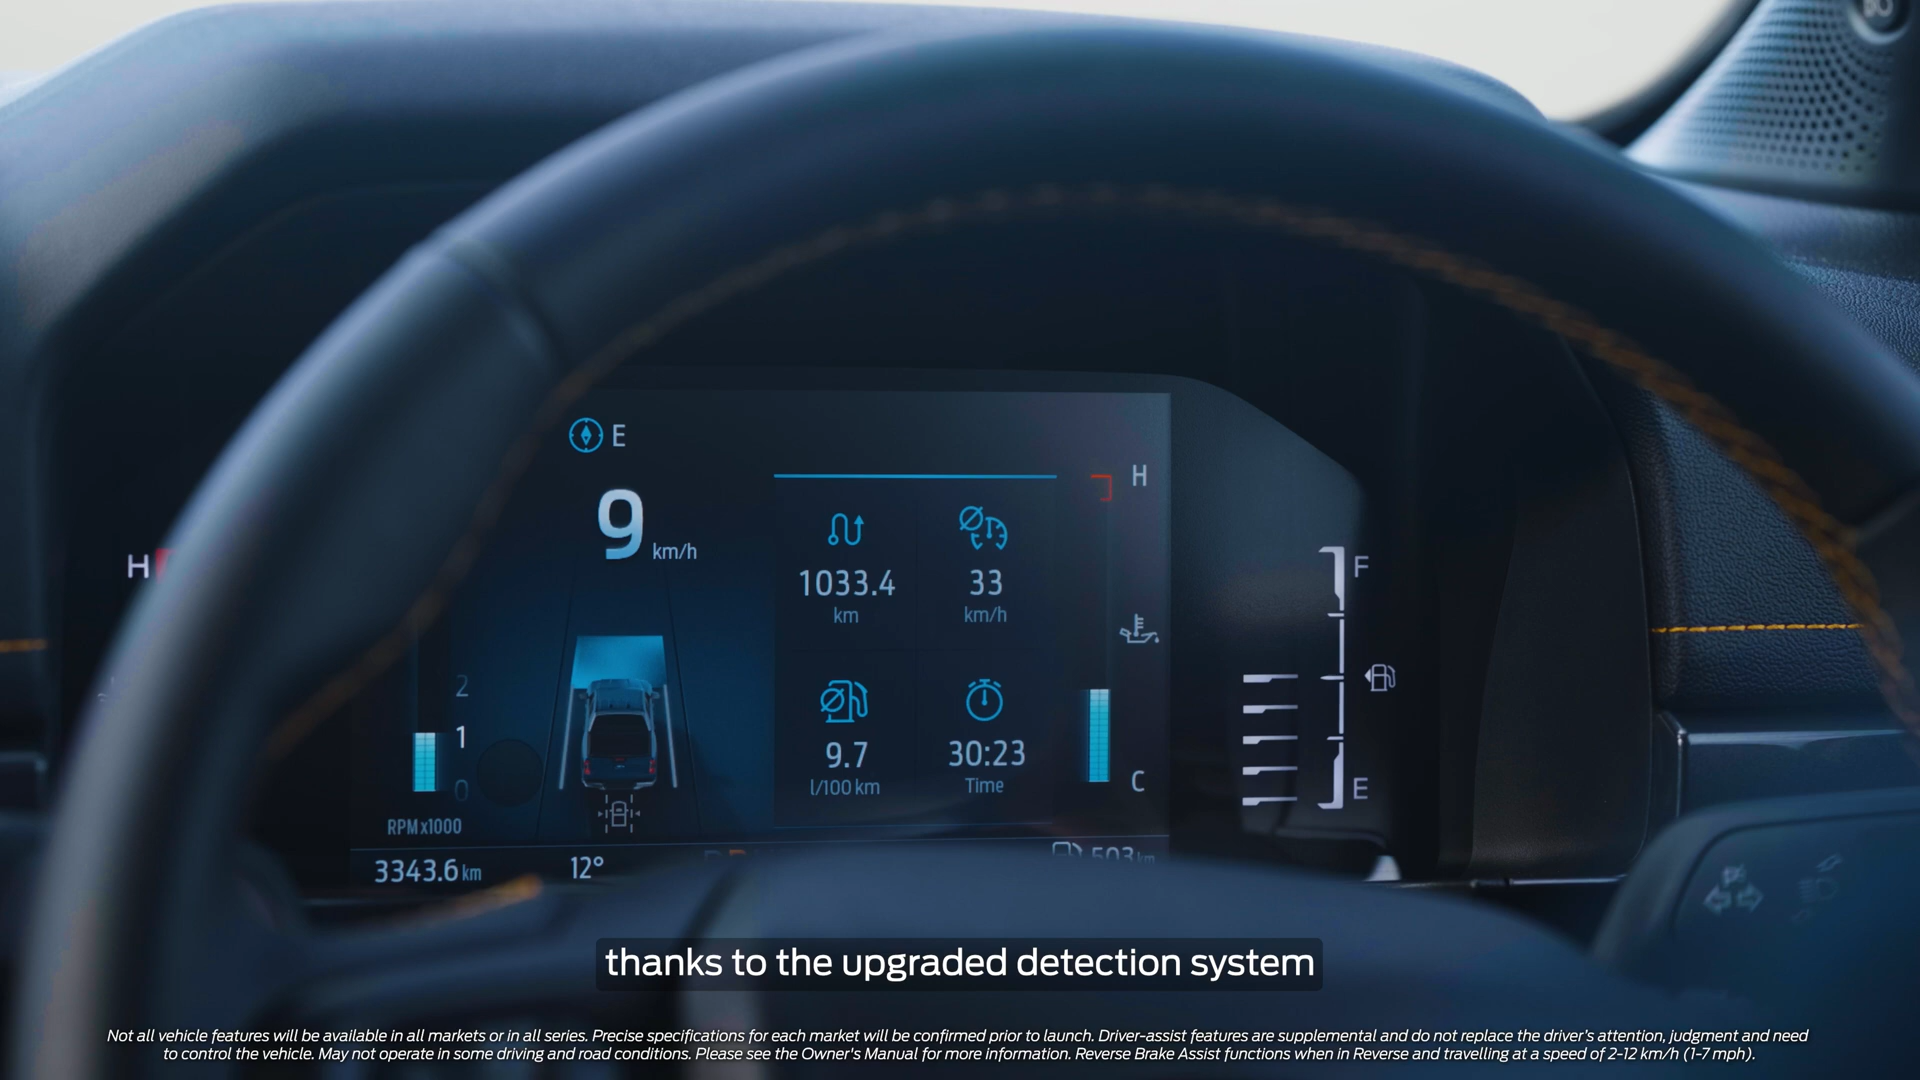 E
9 km/h
H
1033.4
km
33
km/h
H
F
2
1
0
9.7
l/100 km
30:23
Time
C
E
RPMx1000
3343.6 km
12°
503 km
thanks to the upgraded detection system
Not all vehicle features will be available in all markets or in all series. Precise specifications for each market will be confirmed prior to launch. Driver-assist features are supplemental and do not replace the driver's attention, judgment and need
to control the vehicle. May not operate in some driving and road conditions. Please see the Owner's Manual for more information. Reverse Brake Assist functions when in Reverse and travelling at a speed of 2-12 km/h (1-7 mph).